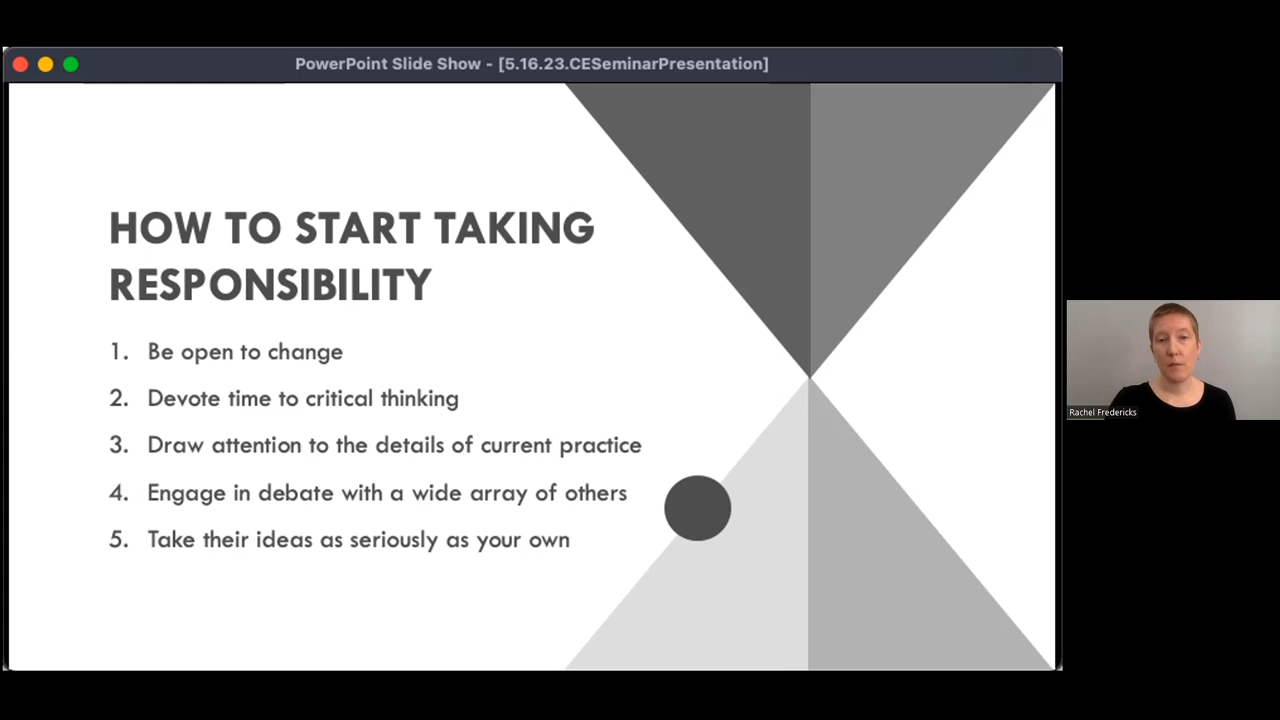 PowerPoint Slide Show - [5.16.23.CESeminarPresentation]
HOW TO START TAKING
RESPONSIBILITY
1. Be open to change
2. Devote time to critical thinking
3. Draw attention to the details of current practice
4. Engage in debate with a wide array of others
5. Take their ideas as seriously as your own
Rachel Fredericks